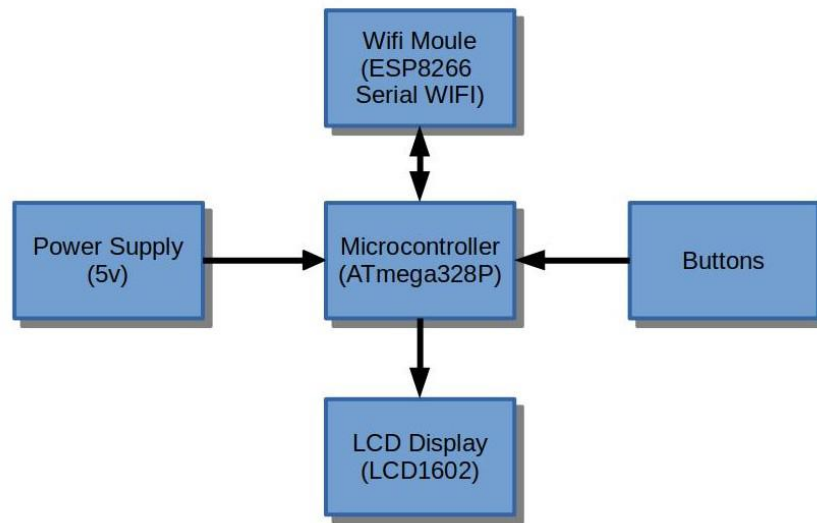 Wifi Moule
(ESP8266
Serial WIFI)
Power Supply
(5v)
Microcontroller
(ATmega328P)
Buttons
LCD Display
(LCD1602)